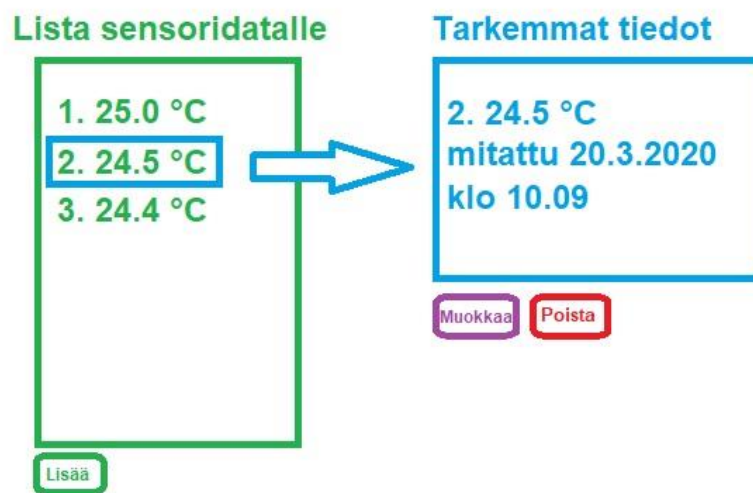 Lista sensoridatalle
1. 25.0 °C
2. 24.5 °C
3. 24.4 °C
Lisää
Tarkemmat tiedot
2. 24.5 °C
mitattu 20.3.2020
klo 10.09
Muokkaa
Poista